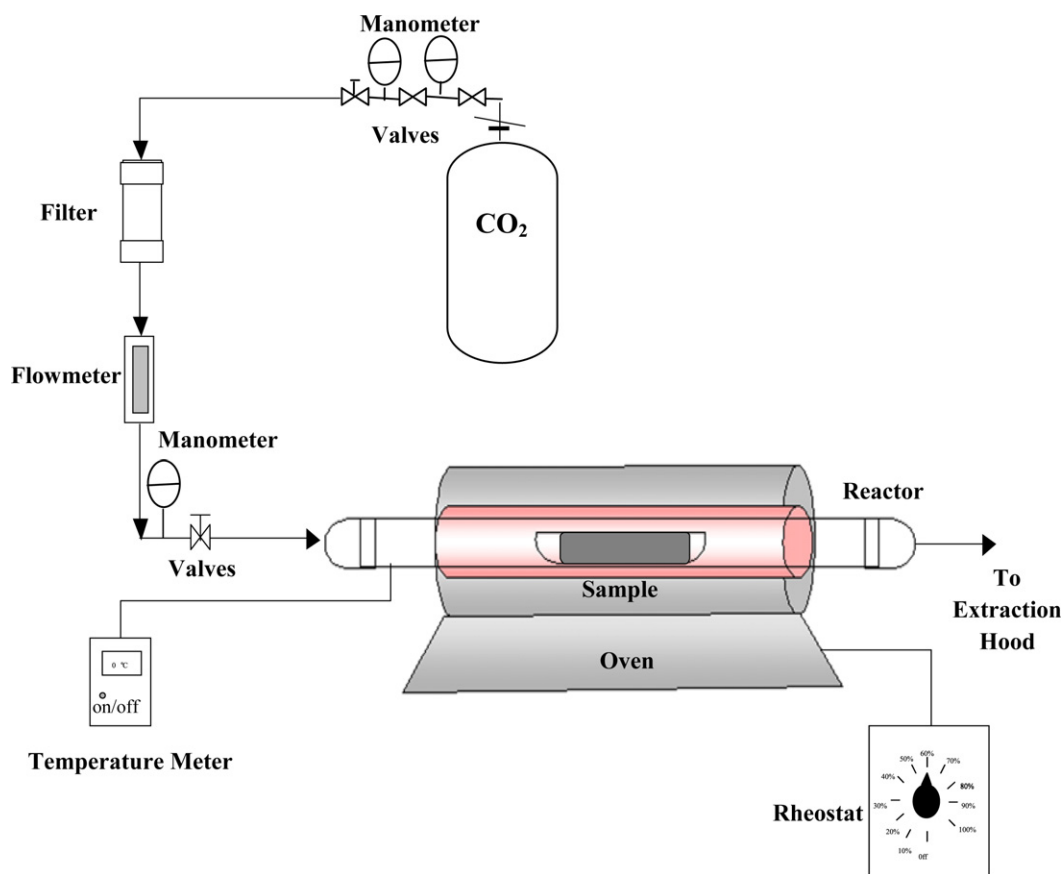 Manometer
Valves
CO₂
Filter
Flowmeter
Manometer
Valves
Reactor
Sample
To
Extraction
Hood
Oven
0 °C
on/off
Temperature Meter
Rheostat
60%
50%
70%
40%
80%
30%
90%
20%
100%
10%
Off